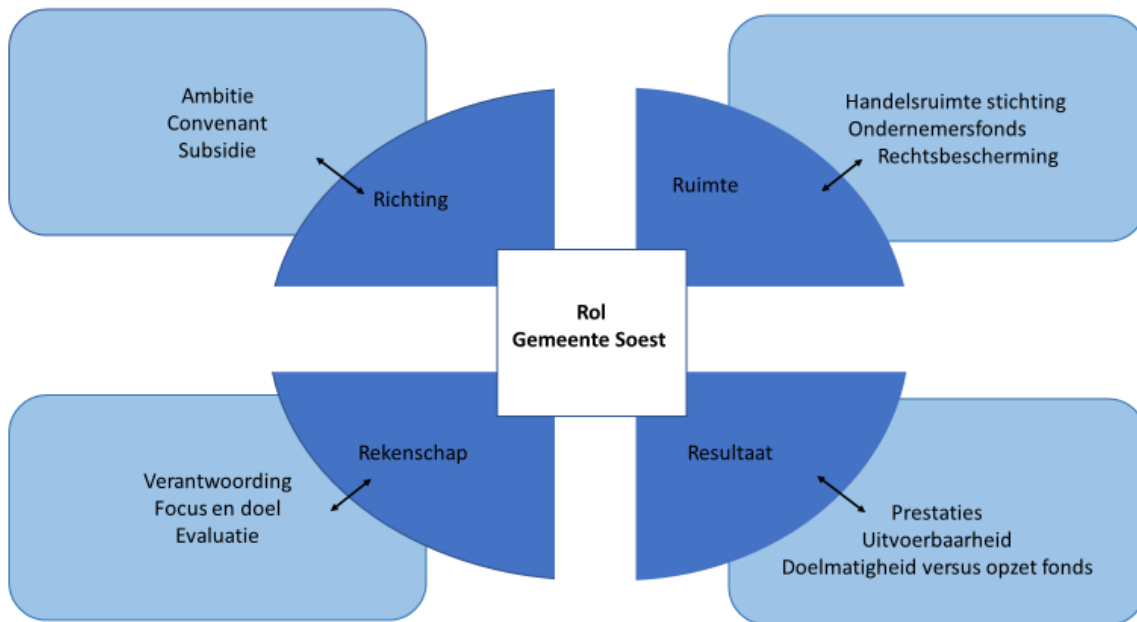 Ambitie
Convenant
Subsidie
Richting
Handelsruimte stichting
Ondernemersfonds
Rechtsbescherming
Ruimte
Rol
Gemeente Soest
Rekenschap
Verantwoording
Focus en doel
Evaluatie
Resultaat
Prestaties
Uitvoerbaarheid
Doelmatigheid versus opzet fonds